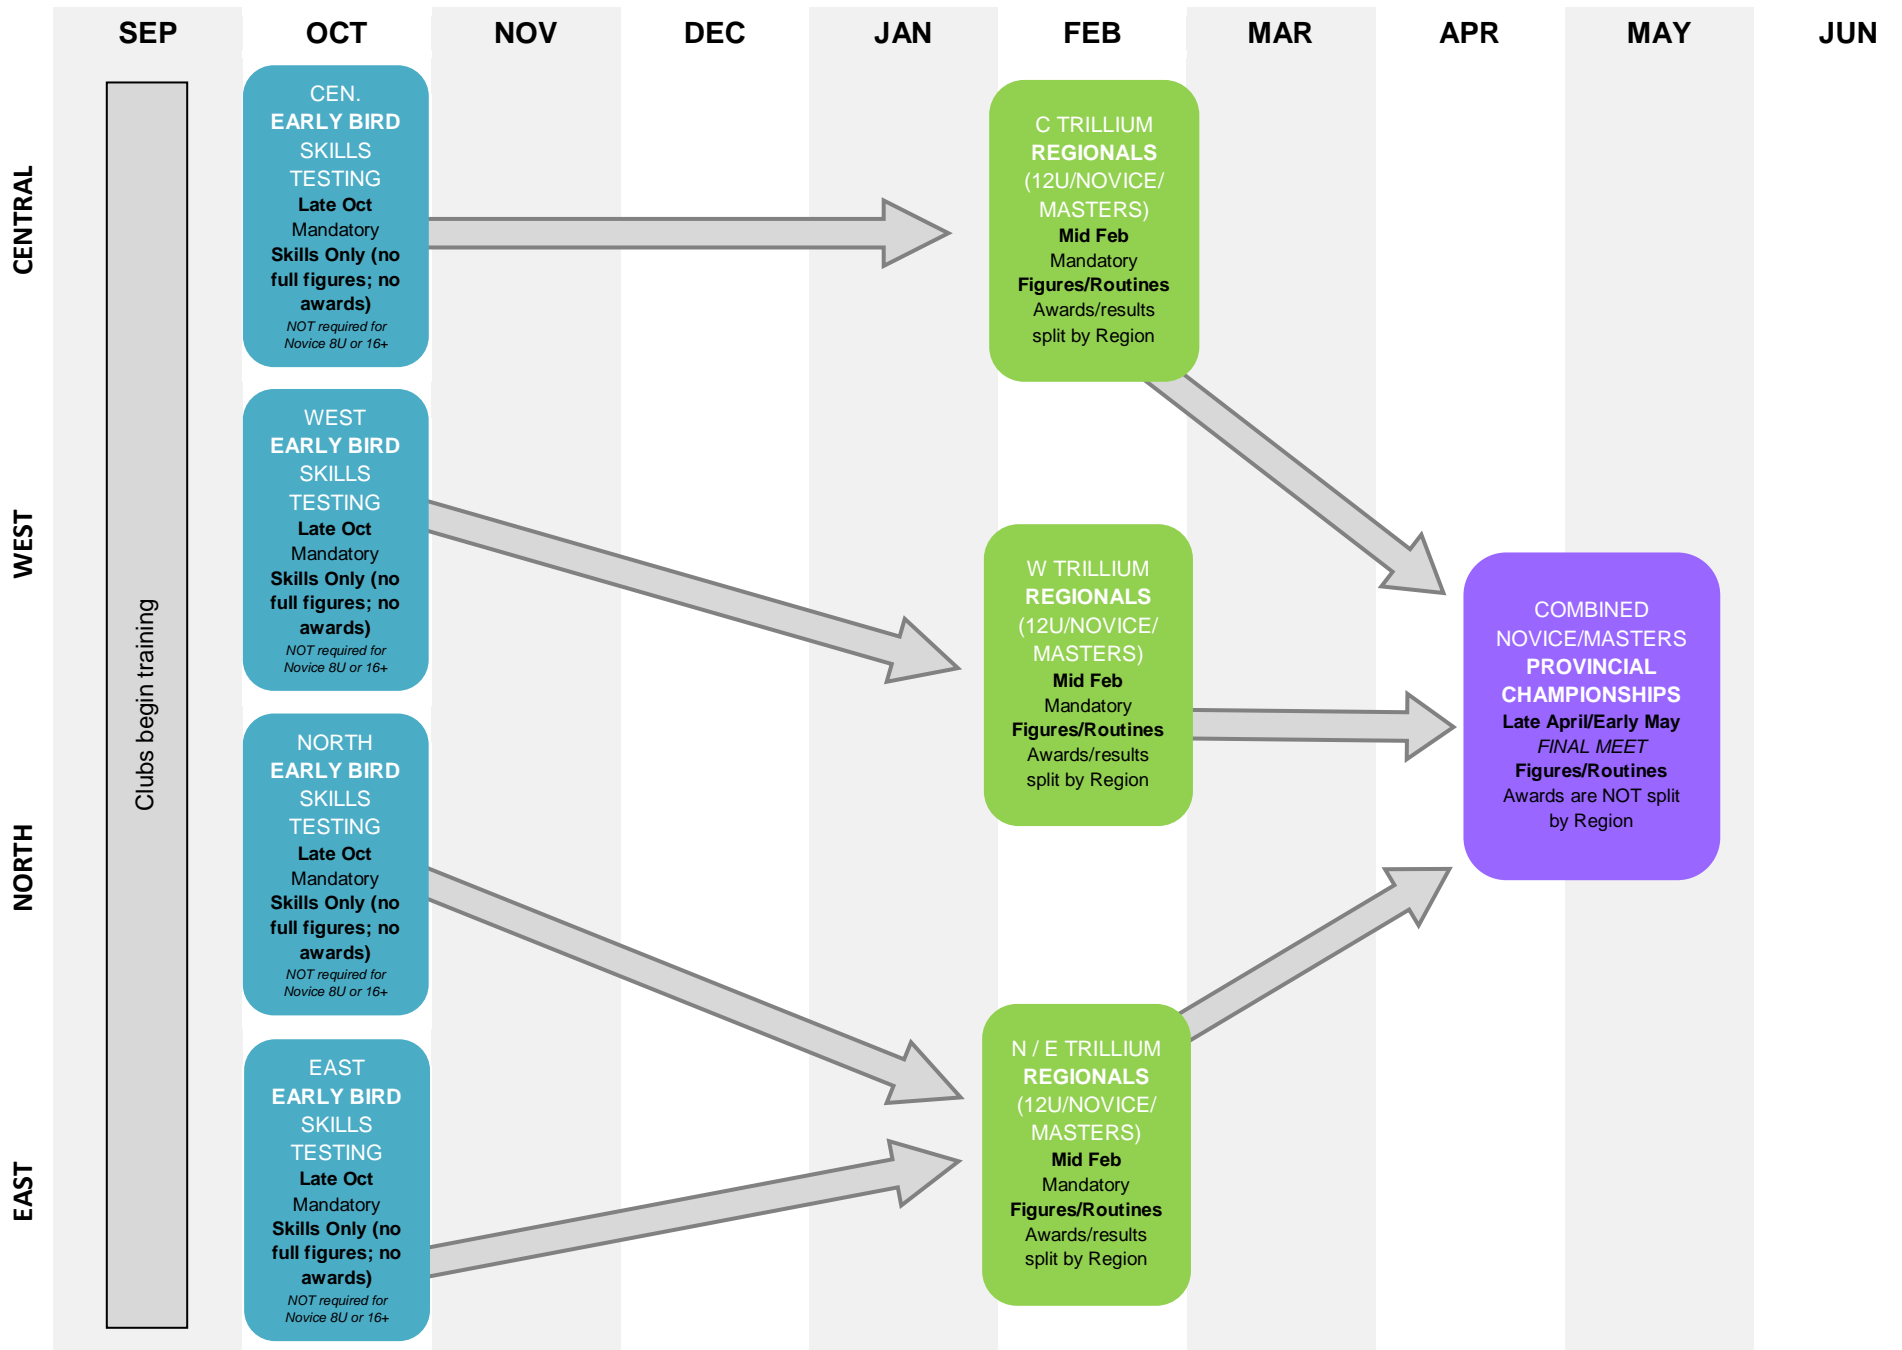 SEP OCT NOV DEC JAN FEB MAR APR MAY JUN
CENTRAL
WEST
NORTH
EAST
Clubs begin training
CEN.
EARLY BIRD
SKILLS
TESTING
Late Oct
Mandatory
Skills Only (no
full figures; no
awards)
NOT required for
Novice 8U or 16+
WEST
EARLY BIRD
SKILLS
TESTING
Late Oct
Mandatory
Skills Only (no
full figures; no
awards)
NOT required for
Novice 8U or 16+
NORTH
EARLY BIRD
SKILLS
TESTING
Late Oct
Mandatory
Skills Only (no
full figures; no
awards)
NOT required for
Novice 8U or 16+
EAST
EARLY BIRD
SKILLS
TESTING
Late Oct
Mandatory
Skills Only (no
full figures; no
awards)
NOT required for
Novice 8U or 16+
C TRILLIUM
REGIONALS
(12U/NOVICE/
MASTERS)
Mid Feb
Mandatory
Figures/Routines
Awards/results
split by Region
W TRILLIUM
REGIONALS
(12U/NOVICE/
MASTERS)
Mid Feb
Mandatory
Figures/Routines
Awards/results
split by Region
N / E TRILLIUM
REGIONALS
(12U/NOVICE/
MASTERS)
Mid Feb
Mandatory
Figures/Routines
Awards/results
split by Region
COMBINED
NOVICE/MASTERS
PROVINCIAL
CHAMPIONSHIPS
Late April/Early May
FINAL MEET
Figures/Routines
Awards are NOT split
by Region